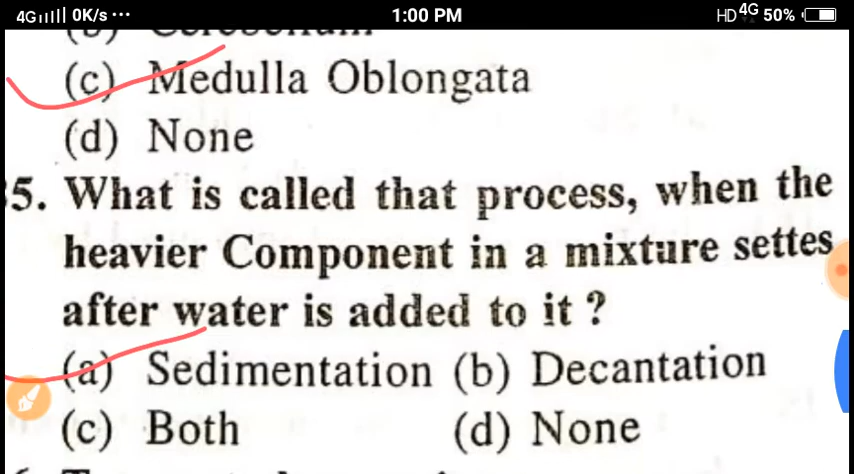 4G 0K/s ··· 1:00 PM HD 4G 50%
(c) Medulla Oblongata
(d) None
5. What is called that process, when the
heavier Component in a mixture settes
after water is added to it ?
(a) Sedimentation (b) Decantation
(c) Both (d) None